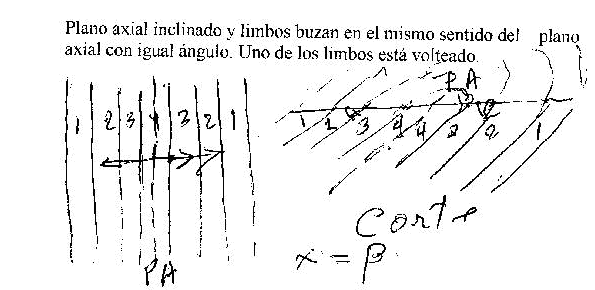 Plano axial inclinado y limbos buzan en el mismo sentido del plano
axial con igual ángulo. Uno de los limbos está volteado.
PA
1 2 3 4 3 2 1
1 2 3 4 4 3 2 1
Corte
PA